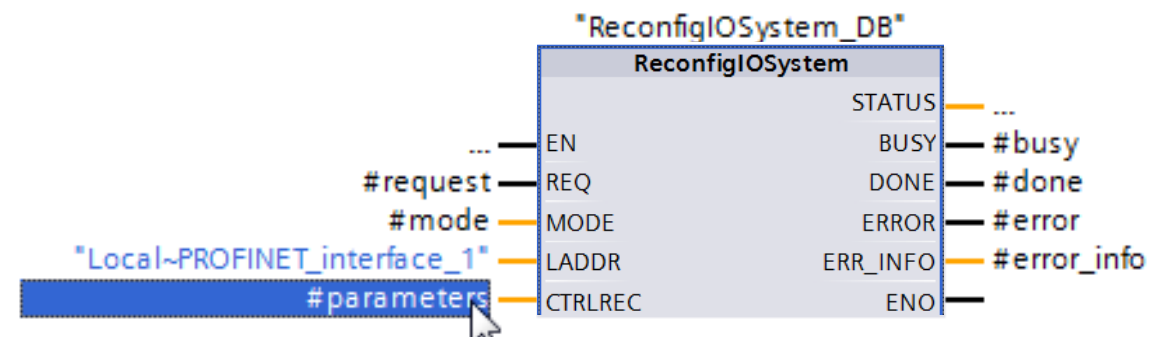 "ReconfigIOSystem_DB"
ReconfigIOSystem
STATUS ...
... EN BUSY #busy
#request REQ DONE #done
#mode MODE ERROR #error
"Local~PROFINET_interface_1" LADDR ERR_INFO #error_info
#parameters CTRLREC ENO